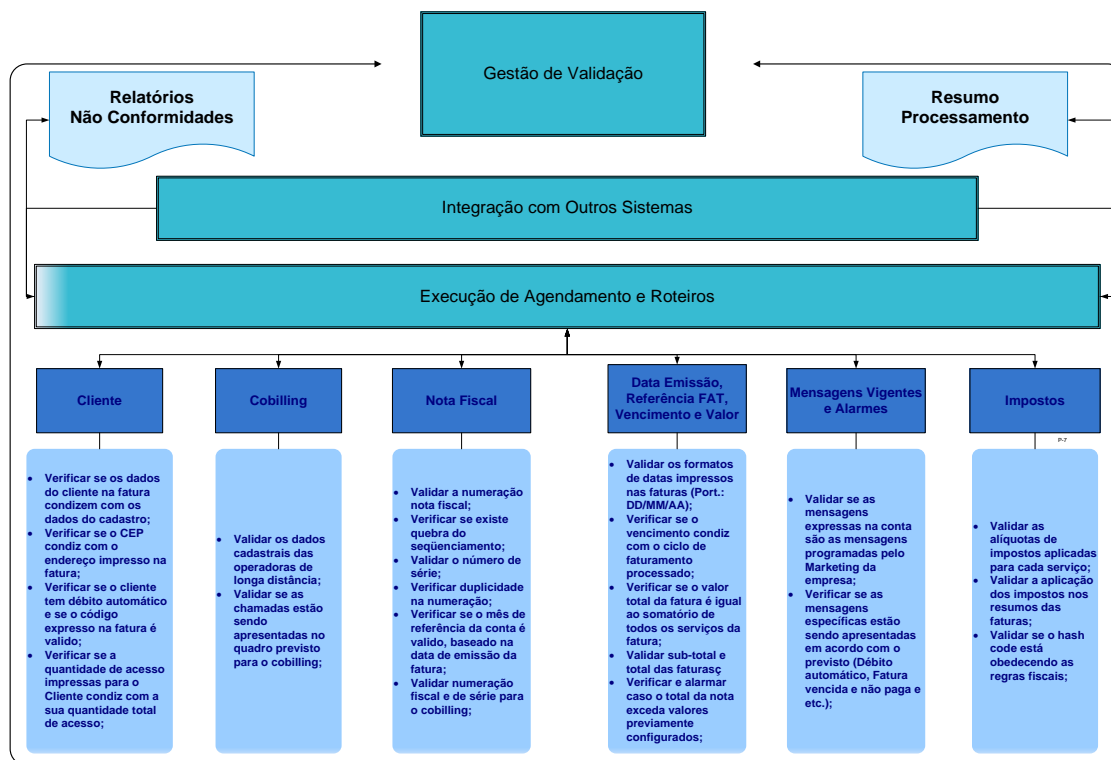 Gestão de Validação
Relatórios
Não Conformidades
Resumo
Processamento
Integração com Outros Sistemas
Execução de Agendamento e Roteiros
Cliente
Cobilling
Nota Fiscal
Data Emissão,
Referência FAT,
Vencimento e Valor
Mensagens Vigentes
e Alarmes
Impostos
P-7
• Verificar se os dados
do cliente na fatura
condizem com os
dados do cadastro;
• Verificar se o CEP
condiz com o
endereço impresso na
fatura;
• Verificar se o cliente
tem débito automático
e se o código
expresso na fatura é
valido;
• Verificar se a
quantidade de acesso
impressas para o
Cliente condiz com a
sua quantidade total
de acesso;
• Validar os dados
cadastrais das
operadoras de
longa distância;
• Validar se as
chamadas estão
sendo
apresentadas no
quadro previsto
para o cobilling;
• Validar a numeração
nota fiscal;
• Verificar se existe
quebra do
seqüenciamento;
• Validar o número de
série;
• Verificar duplicidade
na numeração;
• Verificar se o mês de
referência da conta é
valido, baseado na
data de emissão da
fatura;
• Validar numeração
fiscal e de série para
o cobilling;
• Validar os formatos
de datas impressos
nas faturas (Port.:
DD/MM/AA);
• Verificar se o
vencimento condiz
com o ciclo de
faturamento
processado;
• Verificar se o valor
total da fatura é igual
ao somatório de
todos os serviços da
fatura;
• Validar sub-total e
total das faturasç
• Verificar e alarmar
caso o total da nota
exceda valores
previamente
configurados;
• Validar se as
mensagens
expressas na conta
são as mensagens
programadas pelo
Marketing da
empresa;
• Verificar se as
mensagens
específicas estão
sendo apresentadas
em acordo com o
previsto (Débito
automático, Fatura
vencida e não paga e
etc.);
• Validar as
alíquotas de
impostos aplicadas
para cada serviço;
• Validar a aplicação
dos impostos nos
resumos das
faturas;
• Validar se o hash
code está
obedecendo as
regras fiscais;